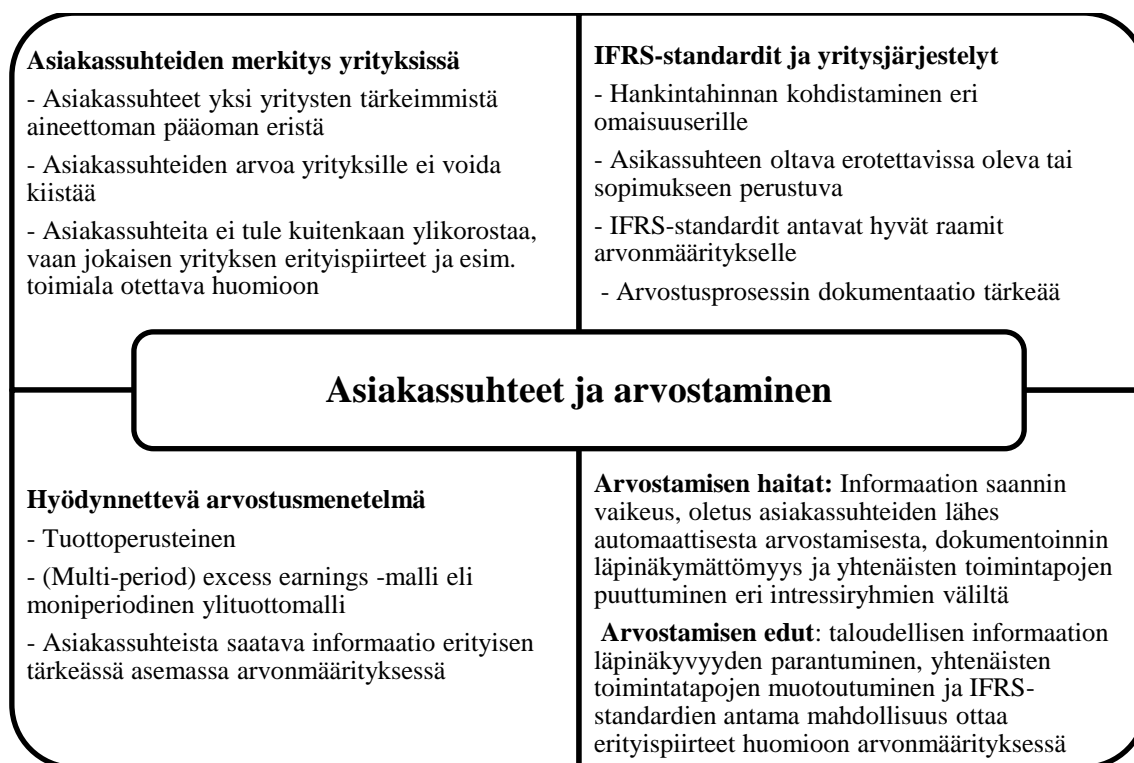 Asiakassuhteiden merkitys yrityksissä
- Asiakassuhteet yksi yritysten tärkeimmistä
aineettoman pääoman eristä
- Asiakassuhteiden arvoa yrityksille ei voida
kiistää
- Asiakassuhteita ei tule kuitenkaan ylikorostaa,
vaan jokaisen yrityksen erityispiirteet ja esim.
toimiala otettava huomioon
IFRS-standardit ja yritysjärjestelyt
- Hankintahinnan kohdistaminen eri
omaisuuserille
- Asikassuhteen oltava erotettavissa oleva tai
sopimukseen perustuva
- IFRS-standardit antavat hyvät raamit
arvonmääritykselle
- Arvostusprosessin dokumentaatio tärkeää
Asiakassuhteet ja arvostaminen
Hyödynnettevä arvostusmenetelmä
- Tuottoperusteinen
- (Multi-period) excess earnings -malli eli
moniperiodinen ylituottomalli
- Asiakassuhteista saatava informaatio erityisen
tärkeässä asemassa arvonmäärityksessä
Arvostamisen haitat: Informaation saannin
vaikeus, oletus asiakassuhteiden lähes
automaattisesta arvostamisesta, dokumentoinnin
läpinäkymättömyys ja yhtenäisten toimintapojen
puuttuminen eri intressiryhmien väliltä
Arvostamisen edut: taloudellisen informaation
läpinäkyvyyden parantuminen, yhtenäisten
toimintatapojen muotoutuminen ja IFRS-
standardien antama mahdollisuus ottaa
erityispiirteet huomioon arvonmäärityksessä